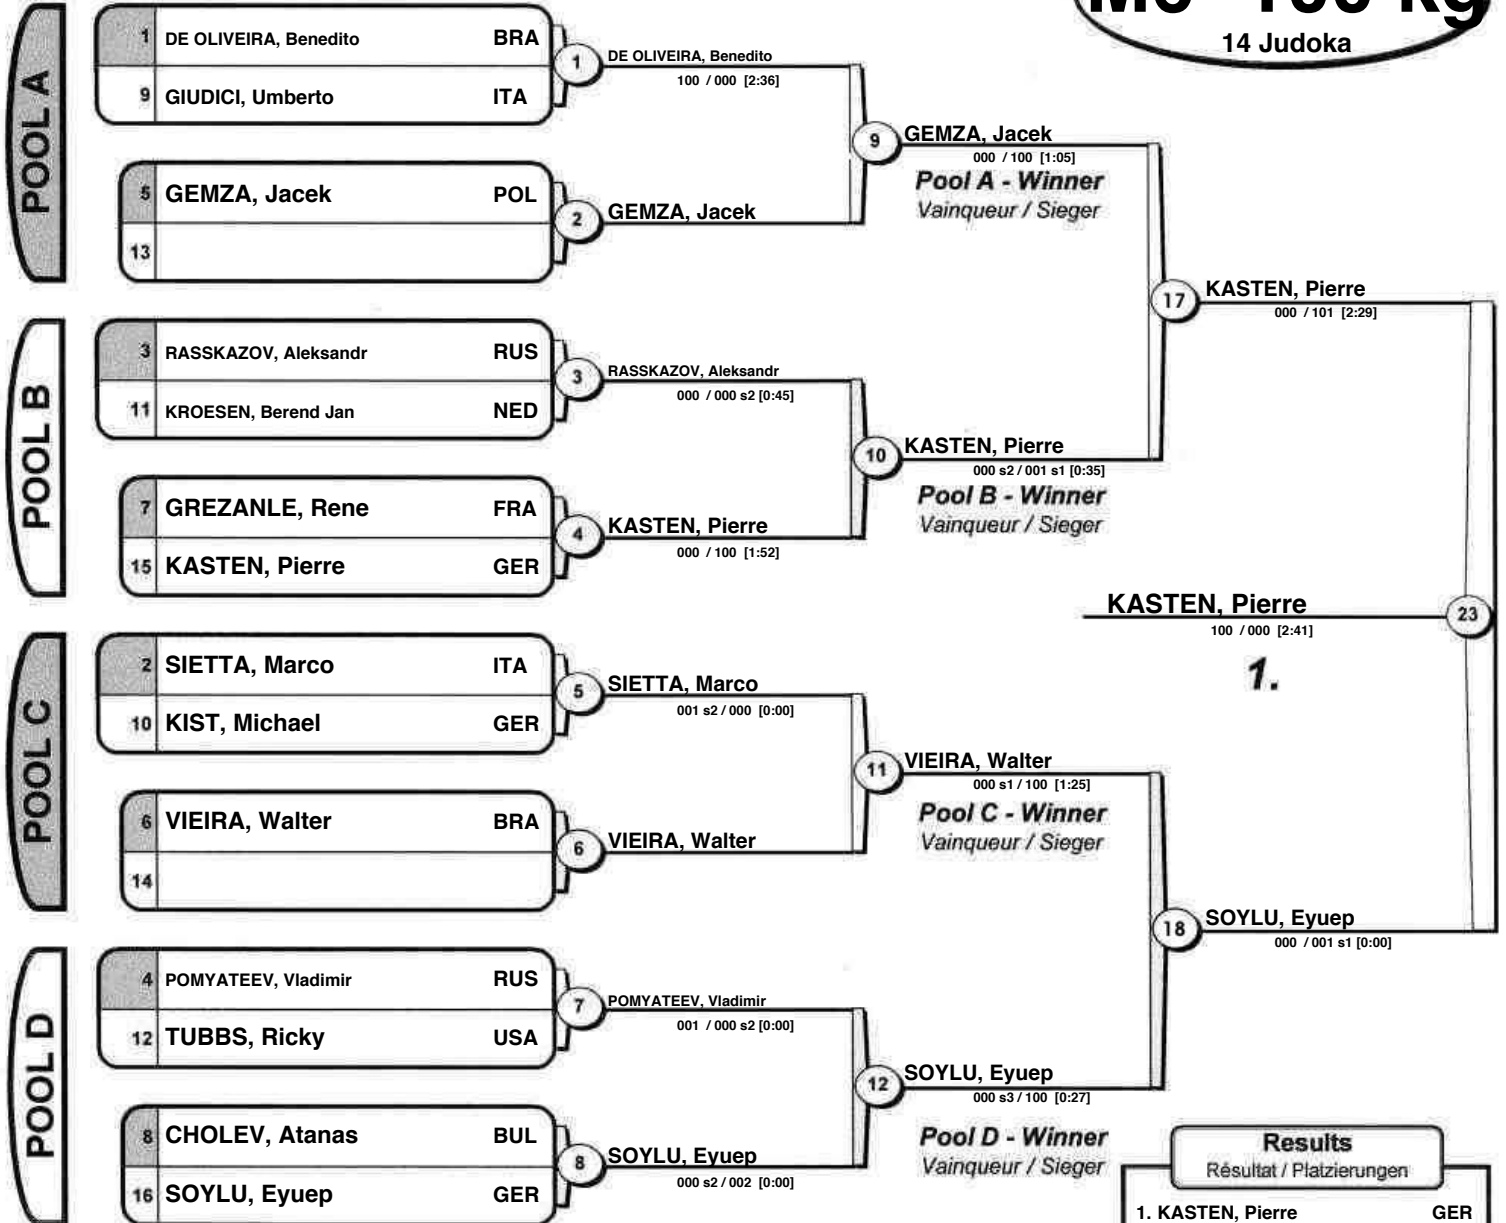 14 Judoka
POOL A
1 DE OLIVEIRA, Benedito BRA
9 GIUDICI, Umberto ITA
1
DE OLIVEIRA, Benedito
100 / 000 [2:36]
5 GEMZA, Jacek POL
13
2
GEMZA, Jacek
9
GEMZA, Jacek
000 / 100 [1:05]
Pool A - Winner
Vainqueur / Sieger
POOL B
3 RASSKAZOV, Aleksandr RUS
11 KROESEN, Berend Jan NED
3
RASSKAZOV, Aleksandr
000 / 000 s2 [0:45]
7 GREZANLE, Rene FRA
15 KASTEN, Pierre GER
4
KASTEN, Pierre
000 / 100 [1:52]
10
KASTEN, Pierre
000 s2 / 001 s1 [0:35]
Pool B - Winner
Vainqueur / Sieger
17
KASTEN, Pierre
000 / 101 [2:29]
POOL C
2 SIETTA, Marco ITA
10 KIST, Michael GER
5
SIETTA, Marco
001 s2 / 000 [0:00]
6 VIEIRA, Walter BRA
14
6
VIEIRA, Walter
11
VIEIRA, Walter
000 s1 / 100 [1:25]
Pool C - Winner
Vainqueur / Sieger
POOL D
4 POMYATEEV, Vladimir RUS
12 TUBBS, Ricky USA
7
POMYATEEV, Vladimir
001 / 000 s2 [0:00]
8 CHOLEV, Atanas BUL
16 SOYLU, Eyuep GER
8
SOYLU, Eyuep
000 s2 / 002 [0:00]
12
SOYLU, Eyuep
000 s3 / 100 [0:27]
Pool D - Winner
Vainqueur / Sieger
18
SOYLU, Eyuep
000 / 001 s1 [0:00]
KASTEN, Pierre
100 / 000 [2:41]
23
1.
Results
Résultat / Platzierungen
1. KASTEN, Pierre GER